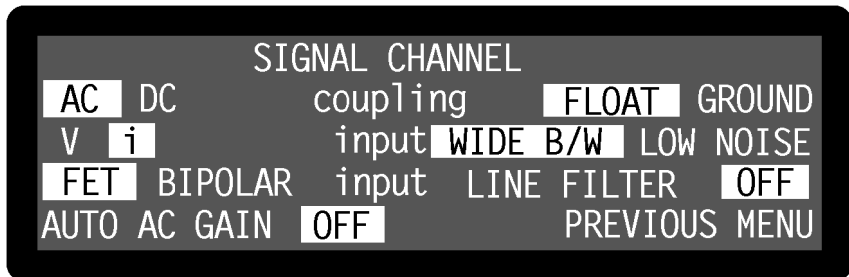 SIGNAL CHANNEL
AC DC coupling FLOAT GROUND
V i input WIDE B/W LOW NOISE
FET BIPOLAR input LINE FILTER OFF
AUTO AC GAIN OFF PREVIOUS MENU